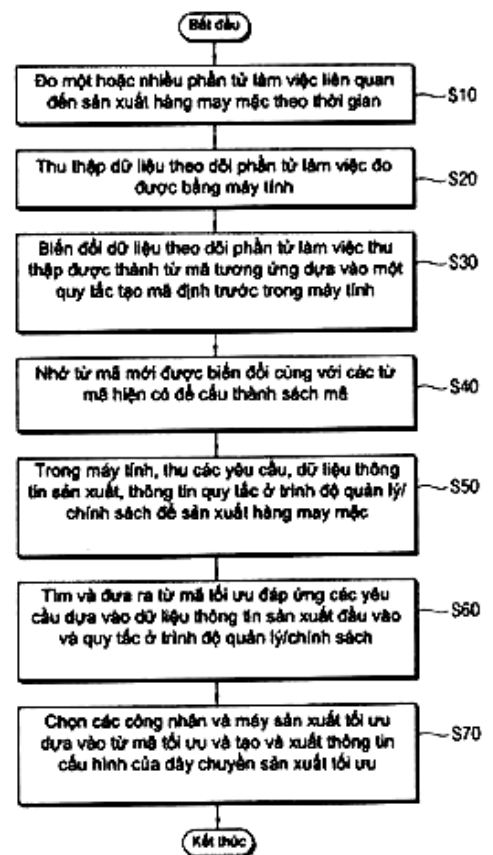 Bắt đầu
Đo một hoặc nhiều phần tử làm việc liên quan
đến sản xuất hàng may mặc theo thời gian
S10
Thu thập dữ liệu theo dõi phần tử làm việc đo
được bằng máy tính
S20
Biến đổi dữ liệu theo dõi phần tử làm việc thu
thập được thành từ mã tương ứng dựa vào một
quy tắc tạo mã định trước trong máy tính
S30
Nhớ từ mã mới được biến đổi cùng với các từ
mã hiện có để cấu thành sách mã
S40
Trong máy tính, thu các yêu cầu, dữ liệu thông
tin sản xuất, thông tin quy tắc ở trình độ quản lý/
chính sách để sản xuất hàng may mặc
S50
Tìm và đưa ra từ mã tối ưu đáp ứng các yêu
cầu dựa vào dữ liệu thông tin sản xuất đầu vào
và quy tắc ở trình độ quản lý/chính sách
S60
Chọn các công nhân và máy sản xuất tối ưu
dựa vào từ mã tối ưu và tạo và xuất thông tin
cấu hình của dây chuyền sản xuất tối ưu
S70
Kết thúc